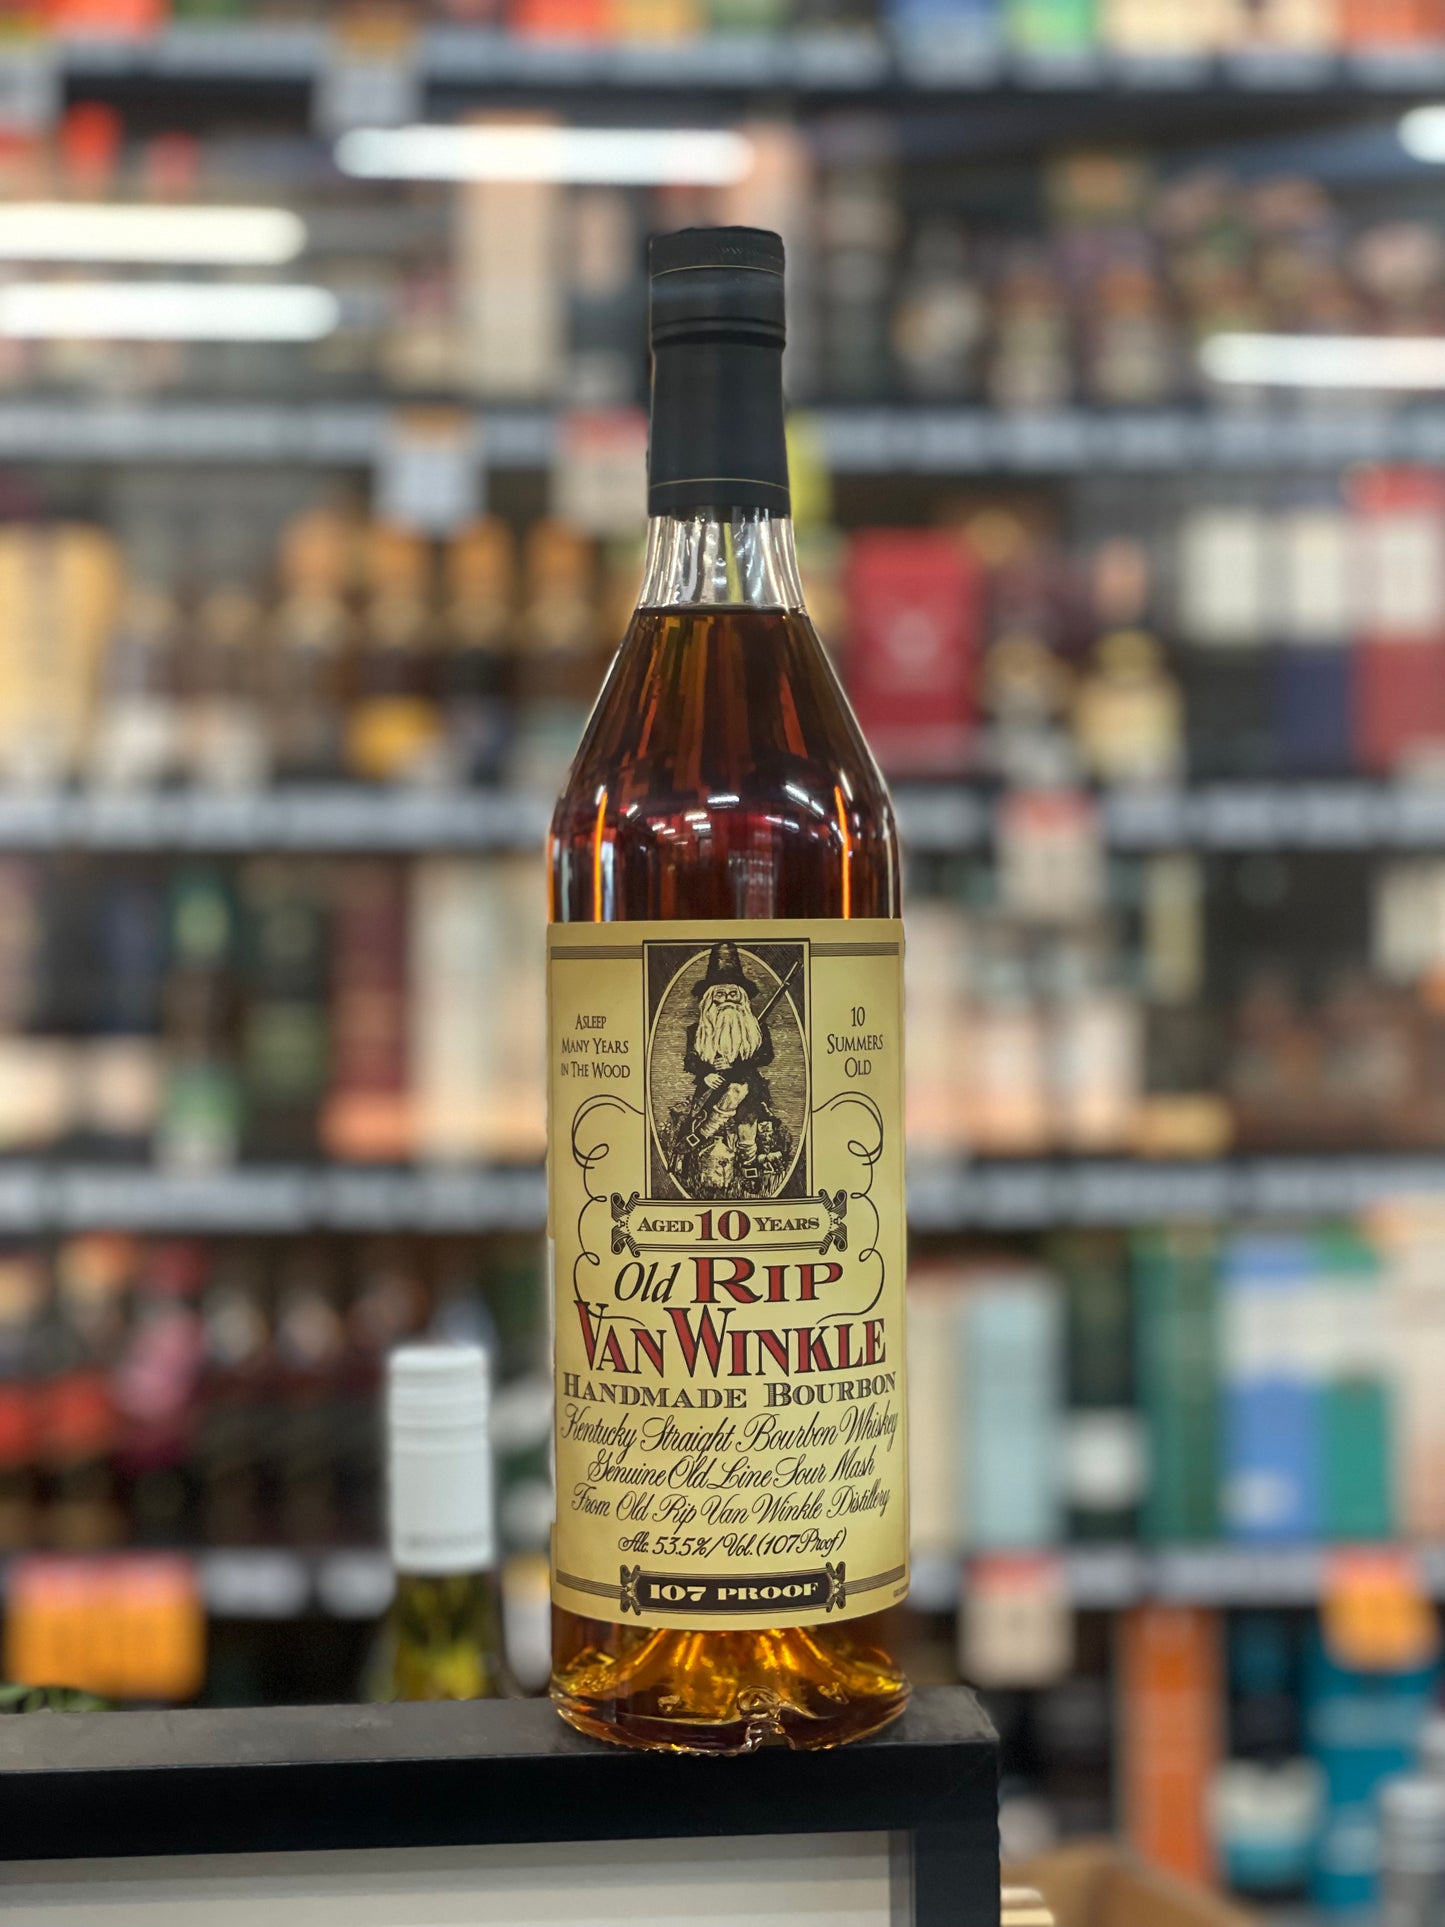 ASLEEP
MANY YEARS
IN THE WOOD
10
SUMMERS
OLD
AGED 10 YEARS
Old RIP
VAN WINKLE
HANDMADE BOURBON
Kentucky Straight Bourbon Whiskey
Genuine Old Line Sour Mash
From Old Rip Van Winkle Distillery
Alc. 53.5%/Vol. (107 Proof)
107 PROOF